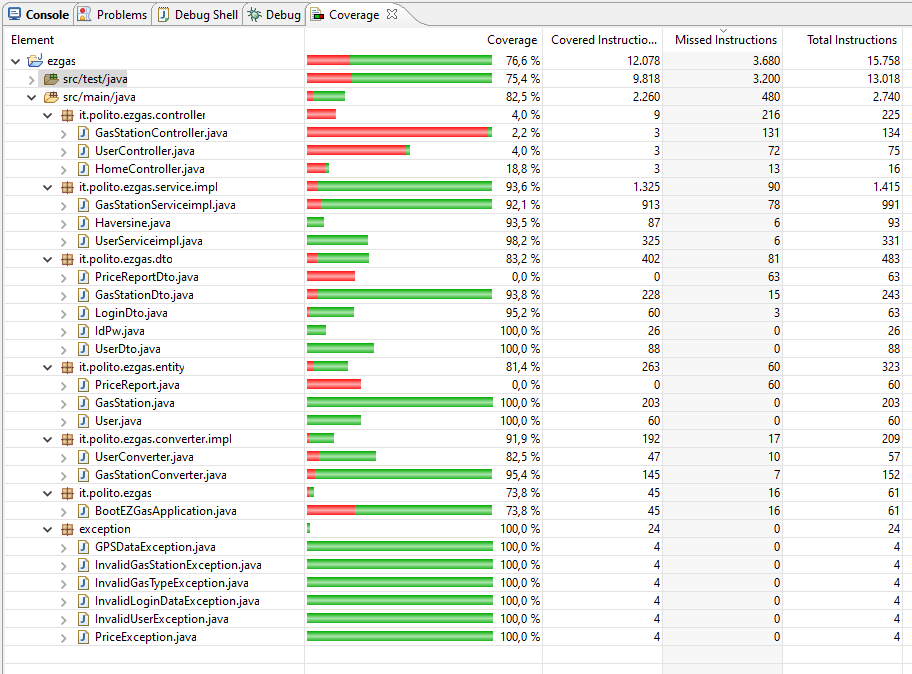 Console Problems Debug Shell Debug Coverage
Element Coverage Covered Instructio... Missed Instructions Total Instructions
ezgas 76,6 % 12.078 3.680 15.758
src/test/java 75,4 % 9.818 3.200 13.018
src/main/java 82,5 % 2.260 480 2.740
it.polito.ezgas.controller 4,0 % 9 216 225
GasStationController.java 2,2 % 3 131 134
UserController.java 4,0 % 3 72 75
HomeController.java 18,8 % 3 13 16
it.polito.ezgas.service.impl 93,6 % 1.325 90 1.415
GasStationServiceimpl.java 92,1 % 913 78 991
Haversine.java 93,5 % 87 6 93
UserServiceimpl.java 98,2 % 325 6 331
it.polito.ezgas.dto 83,2 % 402 81 483
PriceReportDto.java 0,0 % 0 63 63
GasStationDto.java 93,8 % 228 15 243
LoginDto.java 95,2 % 60 3 63
IdPw.java 100,0 % 26 0 26
UserDto.java 100,0 % 88 0 88
it.polito.ezgas.entity 81,4 % 263 60 323
PriceReport.java 0,0 % 0 60 60
GasStation.java 100,0 % 203 0 203
User.java 100,0 % 60 0 60
it.polito.ezgas.converter.impl 91,9 % 192 17 209
UserConverter.java 82,5 % 47 10 57
GasStationConverter.java 95,4 % 145 7 152
it.polito.ezgas 73,8 % 45 16 61
BootEZGasApplication.java 73,8 % 45 16 61
exception 100,0 % 24 0 24
GPSDataException.java 100,0 % 4 0 4
InvalidGasStationException.java 100,0 % 4 0 4
InvalidGasTypeException.java 100,0 % 4 0 4
InvalidLoginDataException.java 100,0 % 4 0 4
InvalidUserException.java 100,0 % 4 0 4
PriceException.java 100,0 % 4 0 4